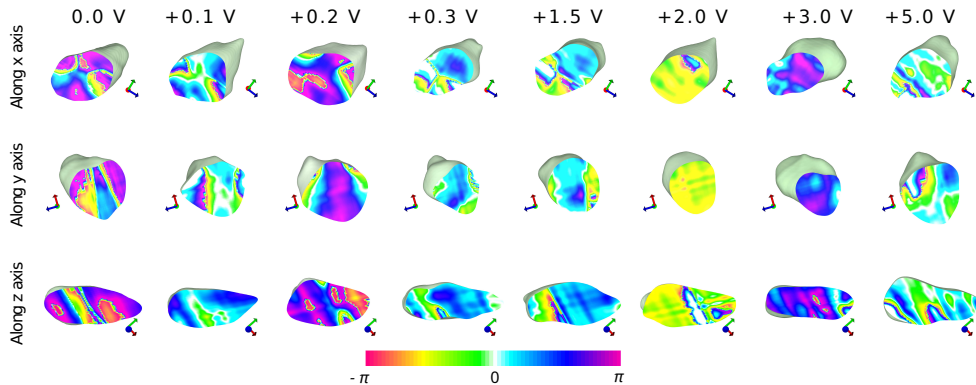 0.0 V +0.1 V +0.2 V +0.3 V +1.5 V +2.0 V +3.0 V +5.0 V
Along x axis
Along y axis
Along z axis
- π 0 π